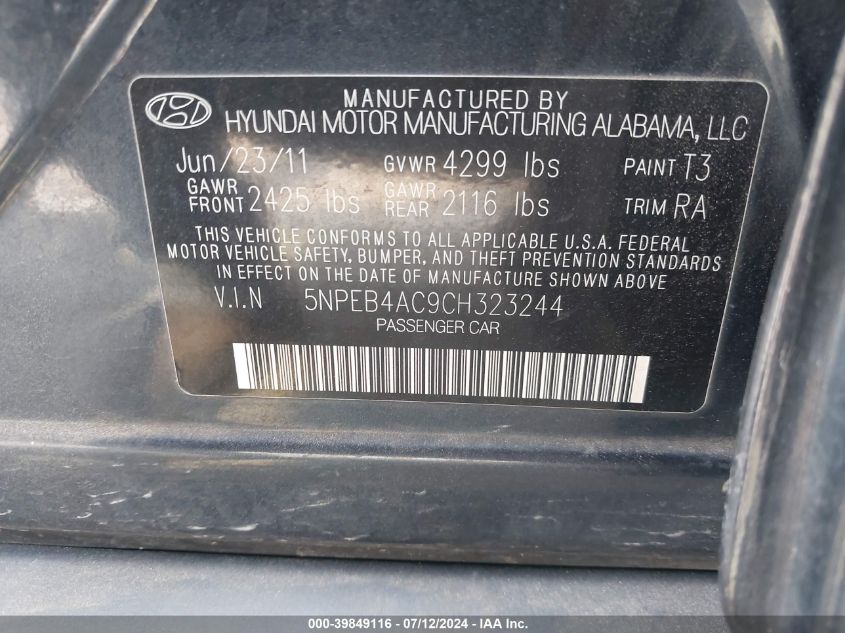 MANUFACTURED BY
HYUNDAI MOTOR MANUFACTURING ALABAMA, LLC
Jun/23/11 GVWR 4299 lbs PAINT T3
GAWR FRONT 2425 lbs GAWR REAR 2116 lbs TRIM RA
THIS VEHICLE CONFORMS TO ALL APPLICABLE U.S.A. FEDERAL
MOTOR VEHICLE SAFETY, BUMPER, AND THEFT PREVENTION STANDARDS
IN EFFECT ON THE DATE OF MANUFACTURE SHOWN ABOVE.
V.I.N 5NPEB4AC9CH323244
PASSENGER CAR
000-39849116 - 07/12/2024 - IAA, Inc.